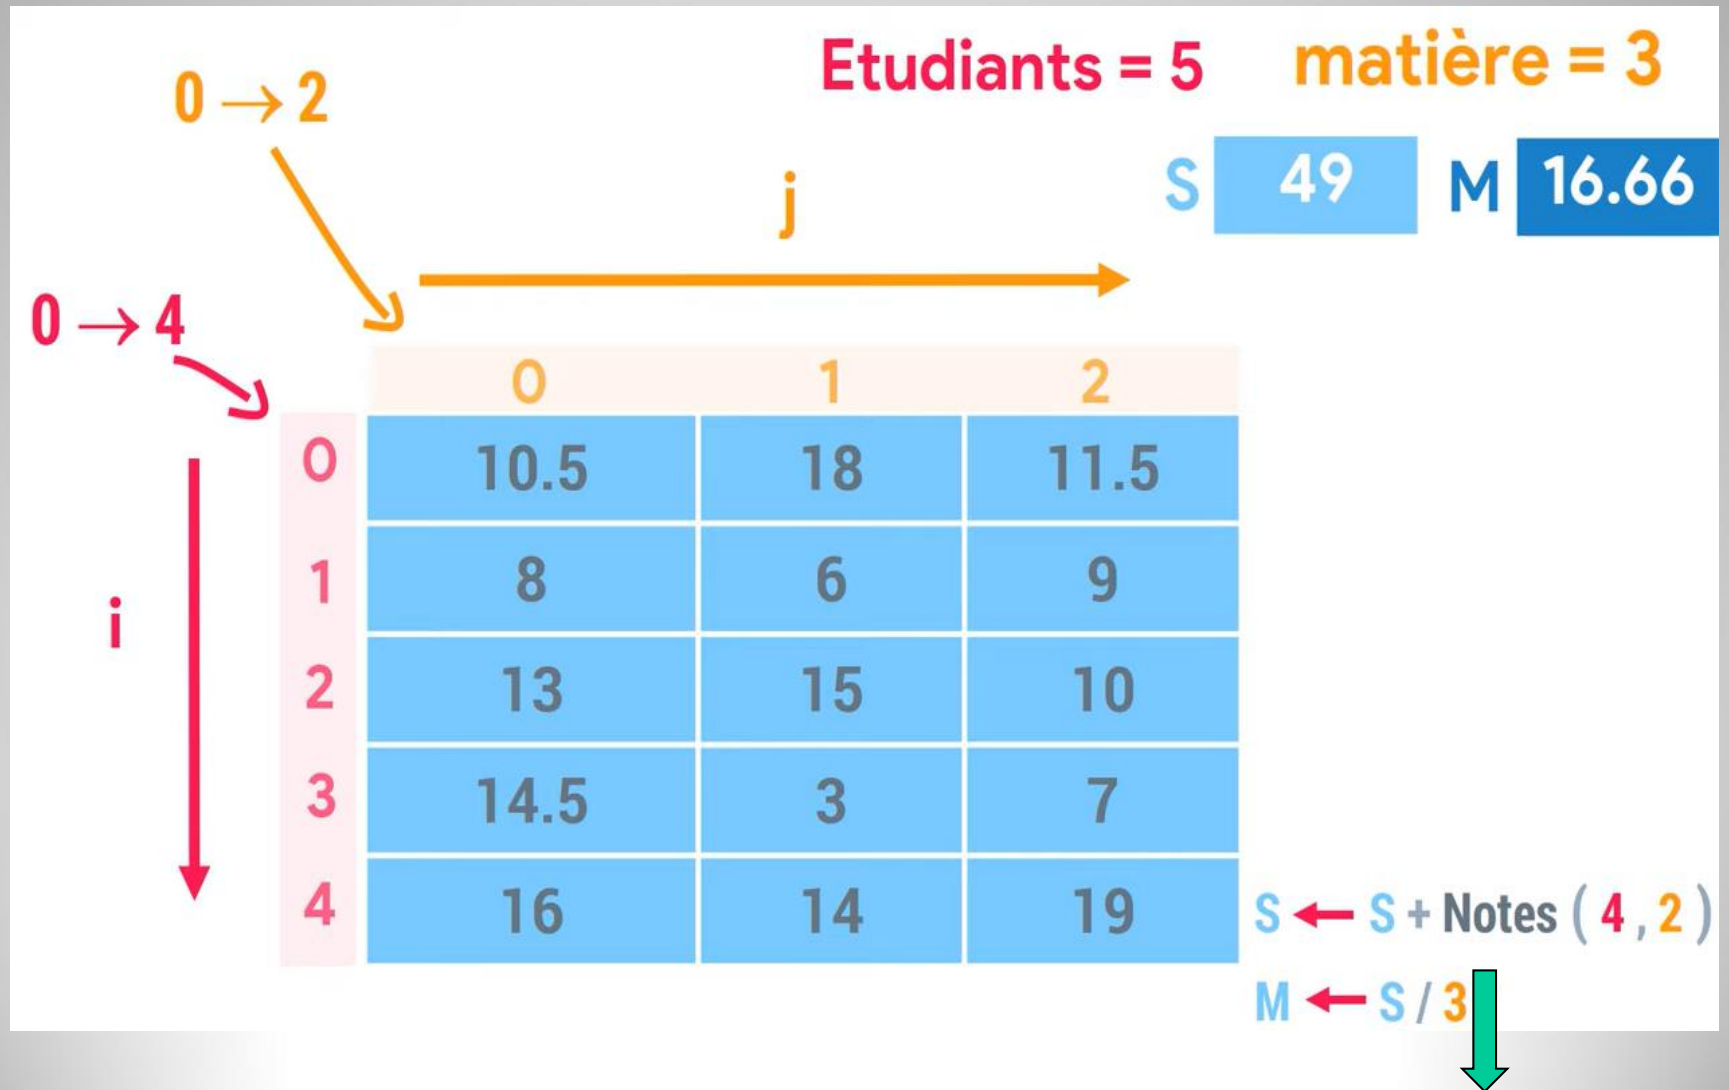 Etudiants = 5 matière = 3
0 → 2
S 49 M 16.66
j
0 → 4
0 1 2
0 10.5 18 11.5
1 8 6 9
i
2 13 15 10
3 14.5 3 7
4 16 14 19
S ← S + Notes ( 4 , 2 )
M ← S / 3